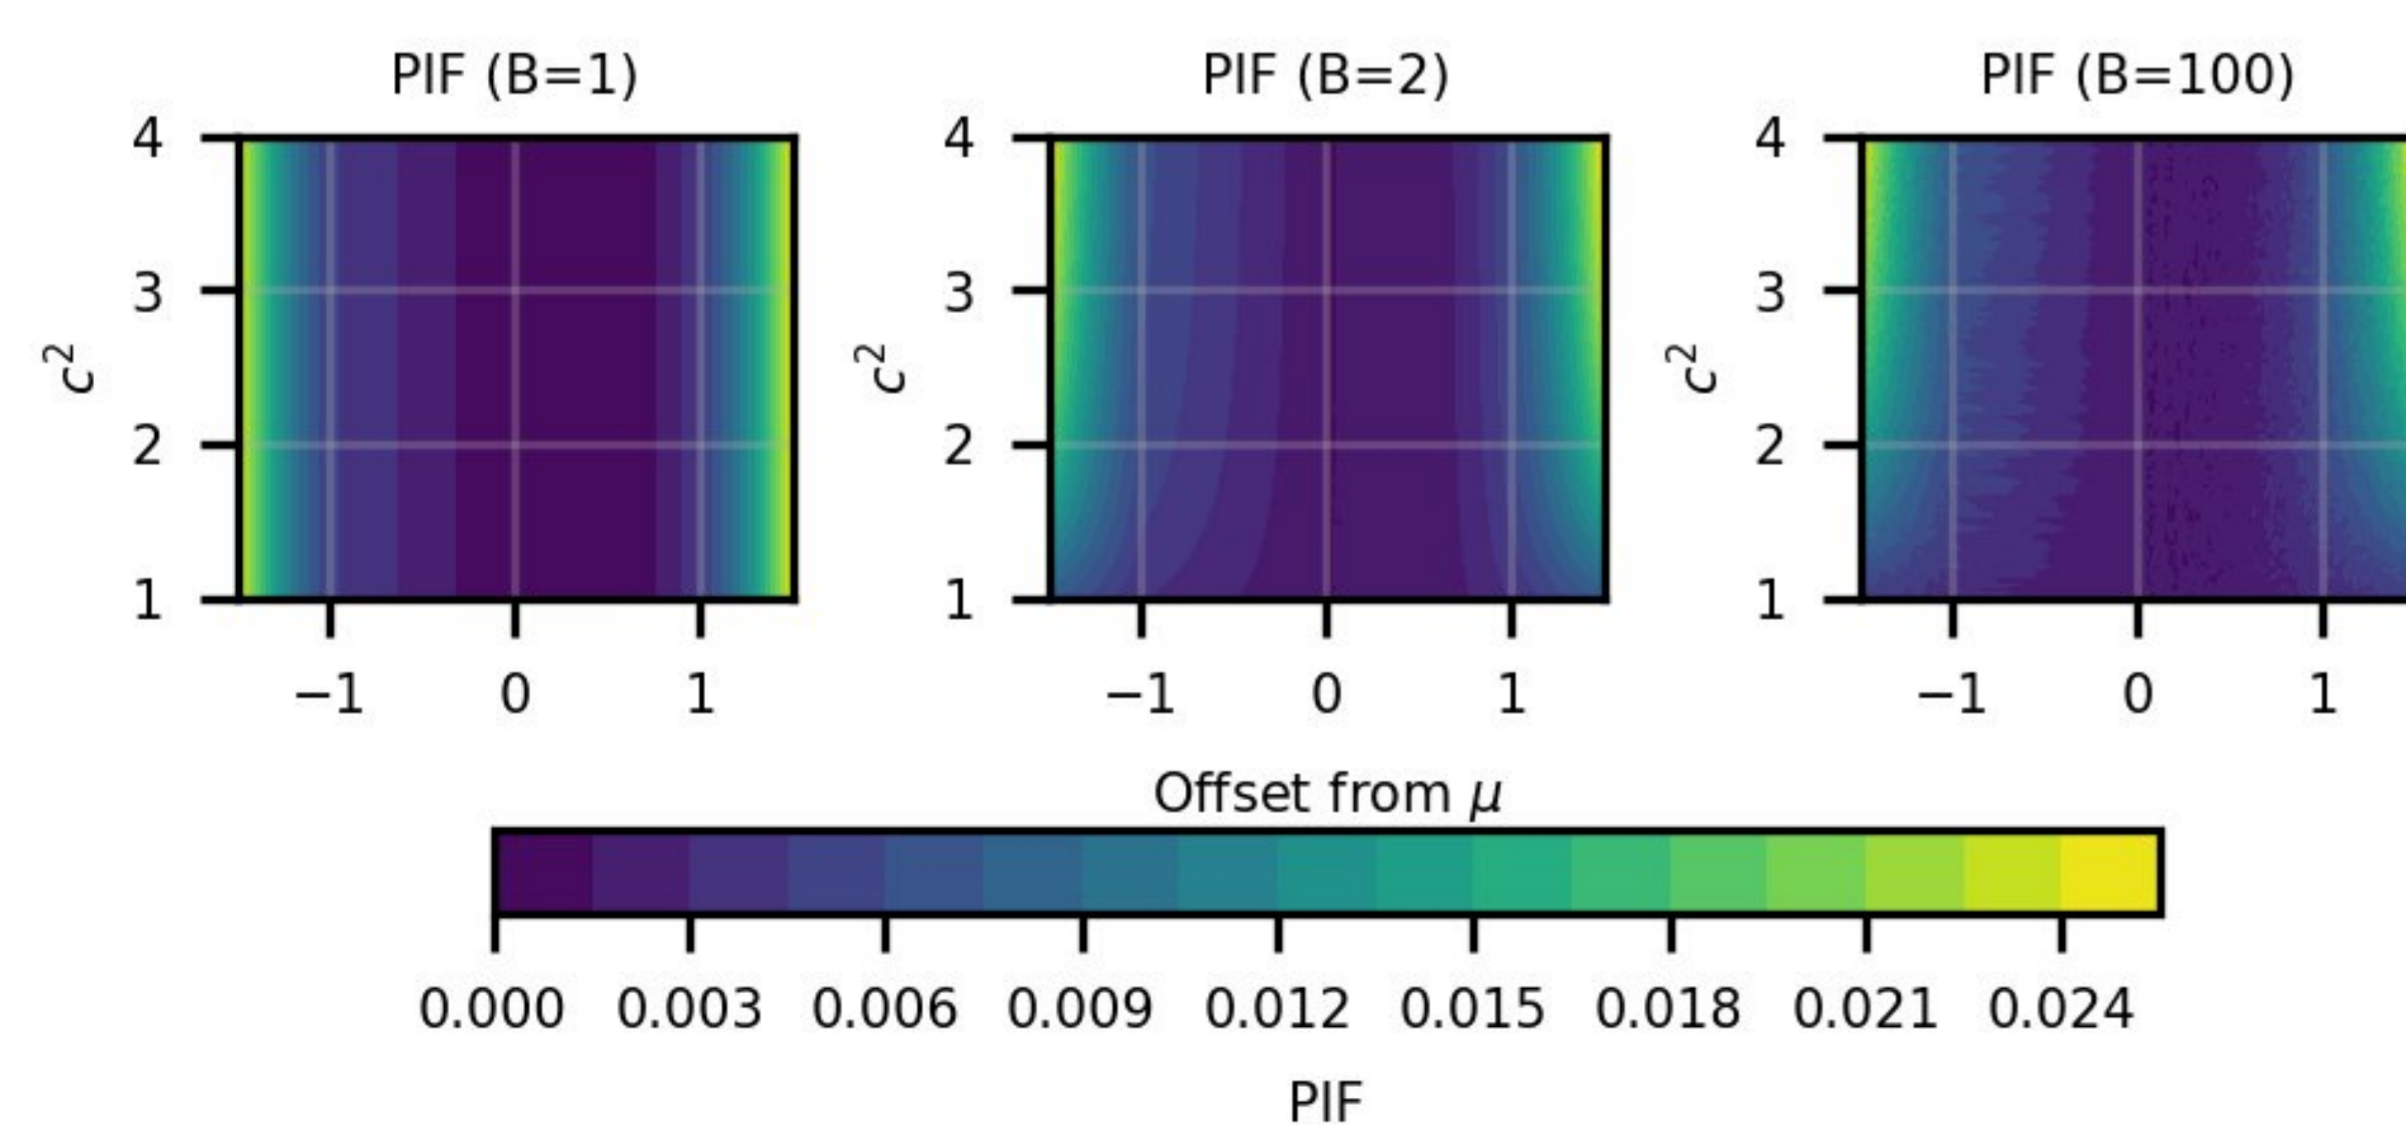 PIF (B=1) PIF (B=2) PIF (B=100)
4 4 4
3 3 3
c² c² c²
2 2 2
1 1 1
−1 0 1 −1 0 1 −1 0 1
Offset from μ
0.000 0.003 0.006 0.009 0.012 0.015 0.018 0.021 0.024
PIF